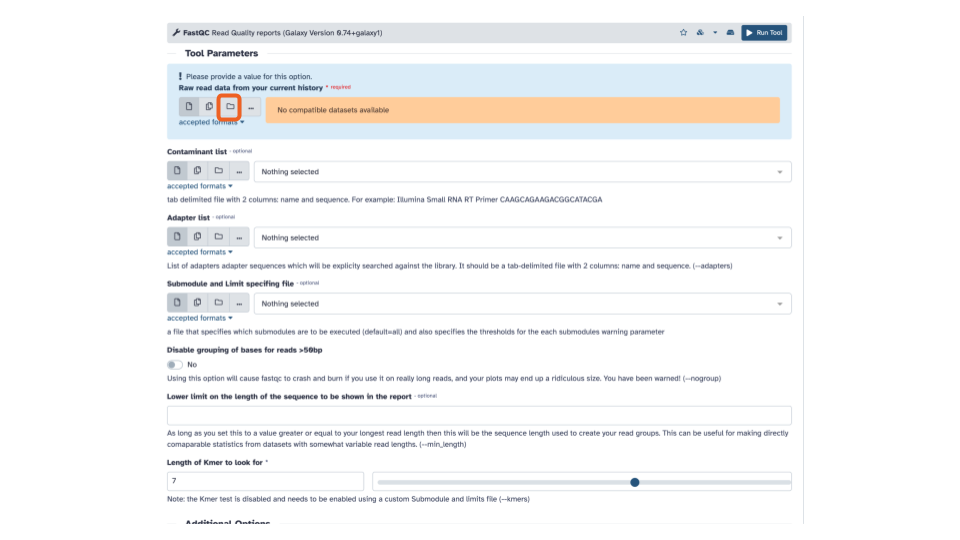 FastQC Read Quality reports (Galaxy Version 0.74+galaxy1)
Run Tool
Tool Parameters
! Please provide a value for this option.
Raw read data from your current history * required
No compatible datasets available
accepted formats
Contaminant list - optional
Nothing selected
accepted formats
tab delimited file with 2 columns: name and sequence. For example: Illumina Small RNA RT Primer CAAGCAGAAGACGGCATACGA
Adapter list - optional
Nothing selected
accepted formats
List of adapters adapter sequences which will be explicity searched against the library. It should be a tab-delimited file with 2 columns: name and sequence. (--adapters)
Submodule and Limit specifing file - optional
Nothing selected
accepted formats
a file that specifies which submodules are to be executed (default=all) and also specifies the thresholds for the each submodules warning parameter
Disable grouping of bases for reads >50bp
No
Using this option will cause fastqc to crash and burn if you use it on really long reads, and your plots may end up a ridiculous size. You have been warned! (--nogroup)
Lower limit on the length of the sequence to be shown in the report - optional
As long as you set this to a value greater or equal to your longest read length then this will be the sequence length used to create your read groups. This can be useful for making directly
comaparable statistics from datasets with somewhat variable read lengths. (--min_length)
Length of Kmer to look for *
7
Note: the Kmer test is disabled and needs to be enabled using a custom Submodule and limits file (--kmers)
Additional Options